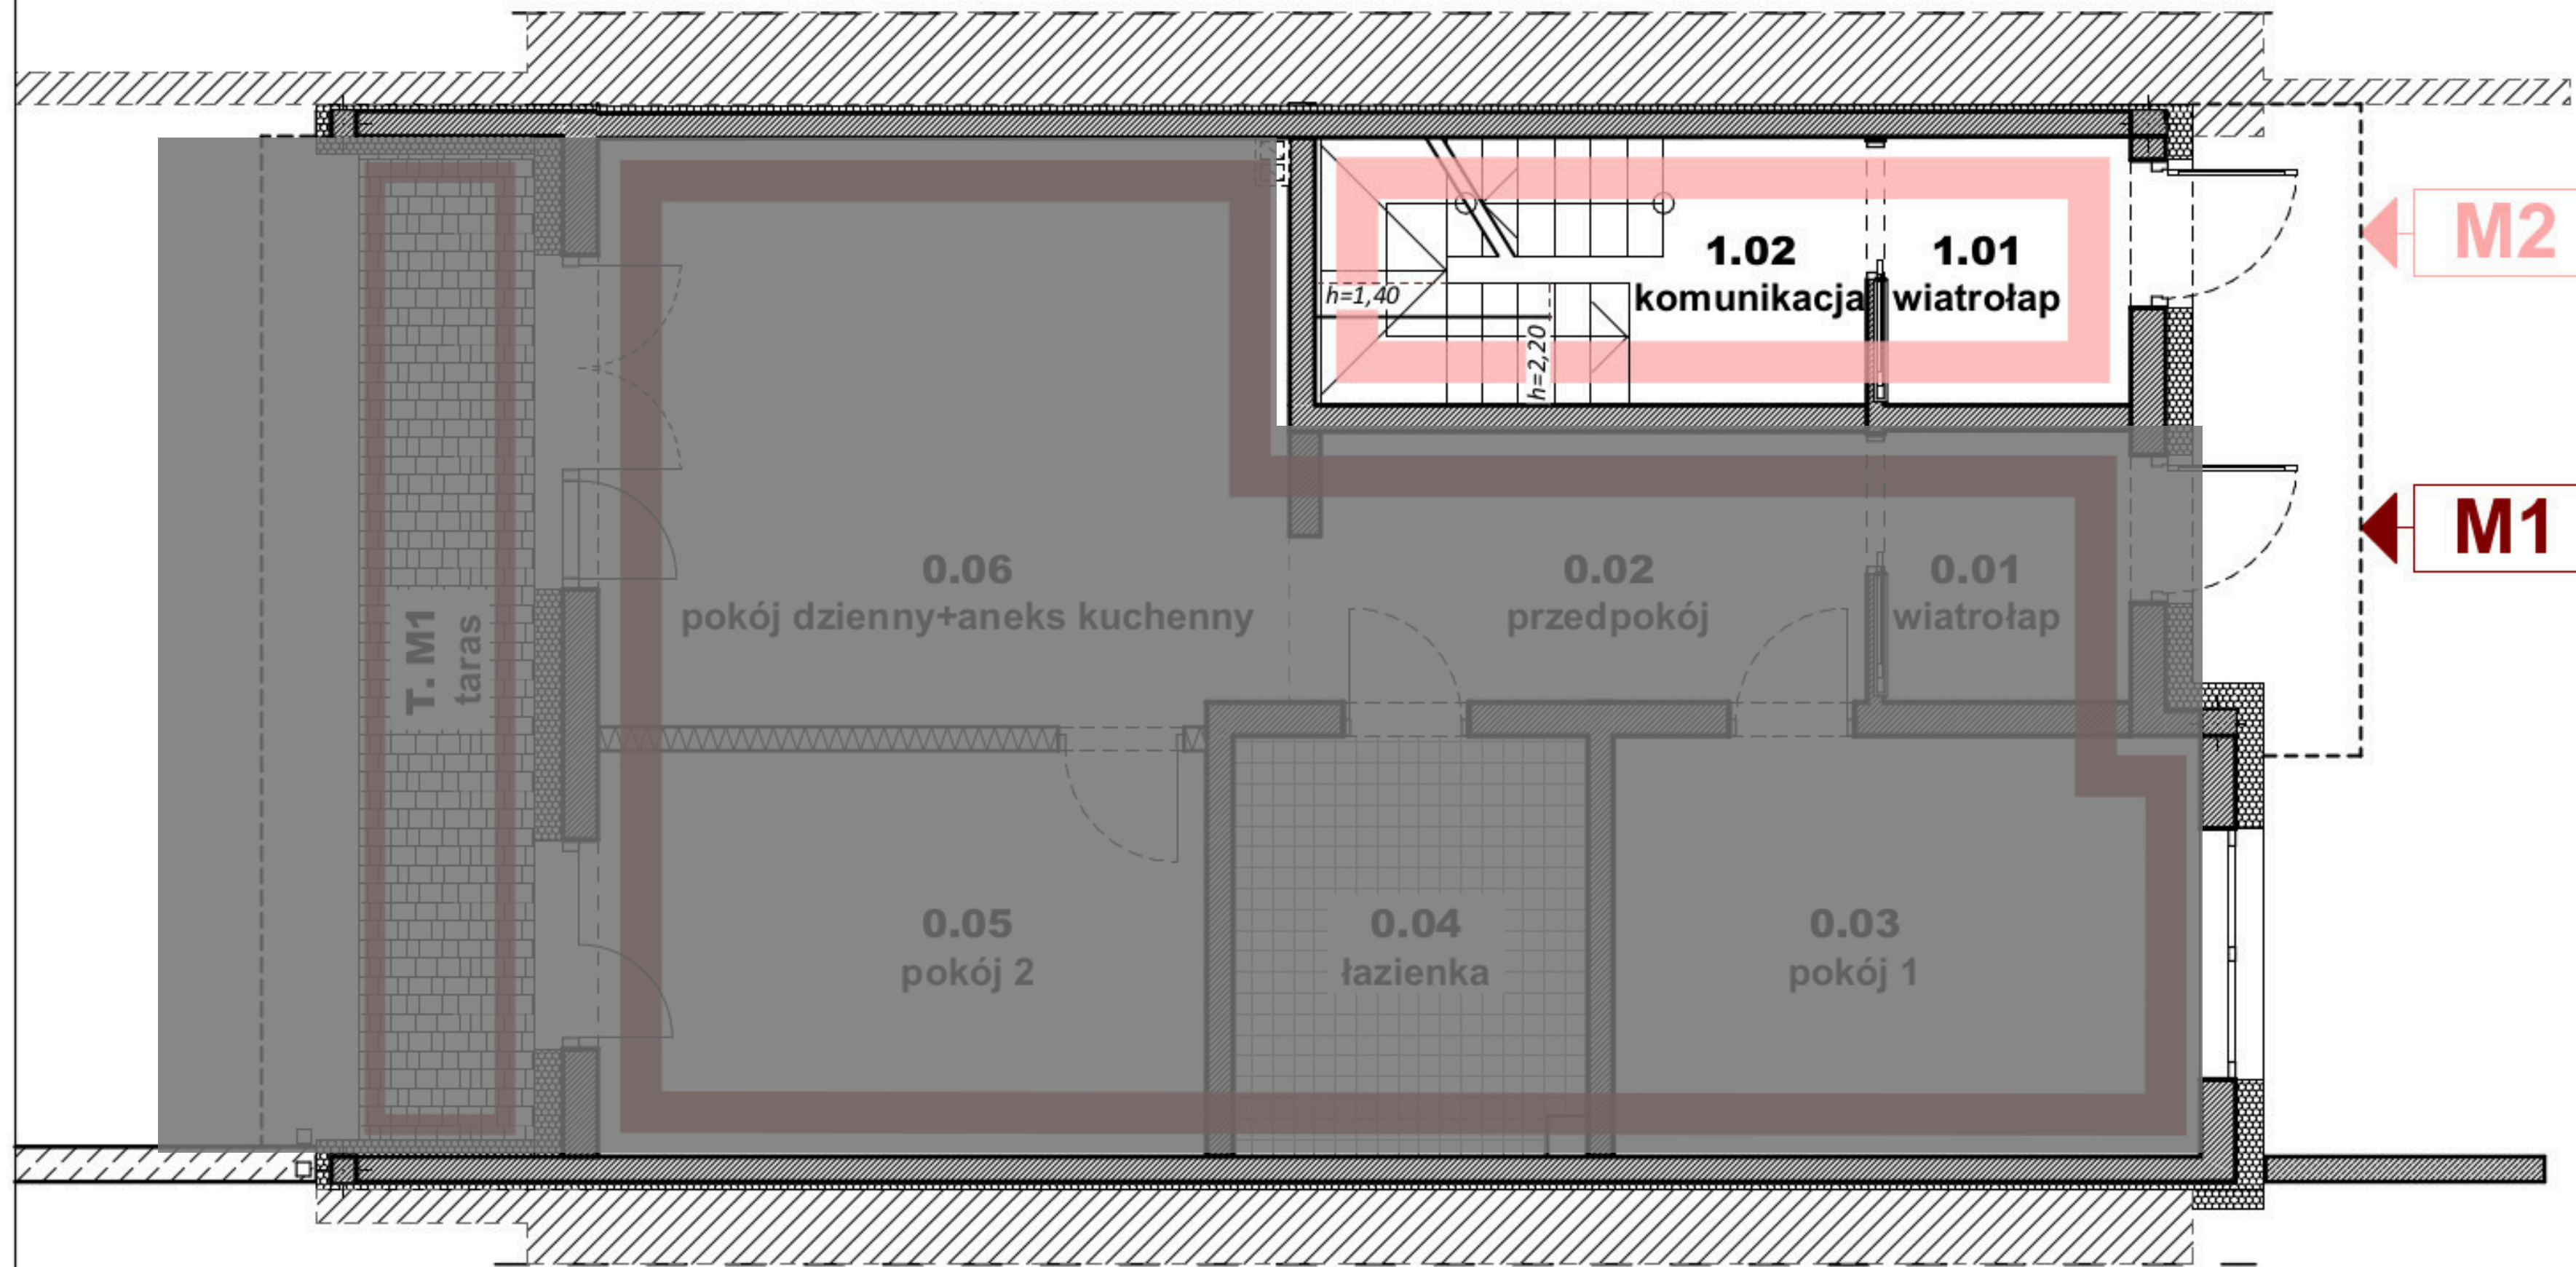 1.02
komunikacja
1.01
wiatrołap
M2
h=1,40
h=2,20
M1
0.06
pokój dzienny+aneks kuchenny
0.02
przedpokój
0.01
wiatrołap
T. M1
taras
0.05
pokój 2
0.04
łazienka
0.03
pokój 1